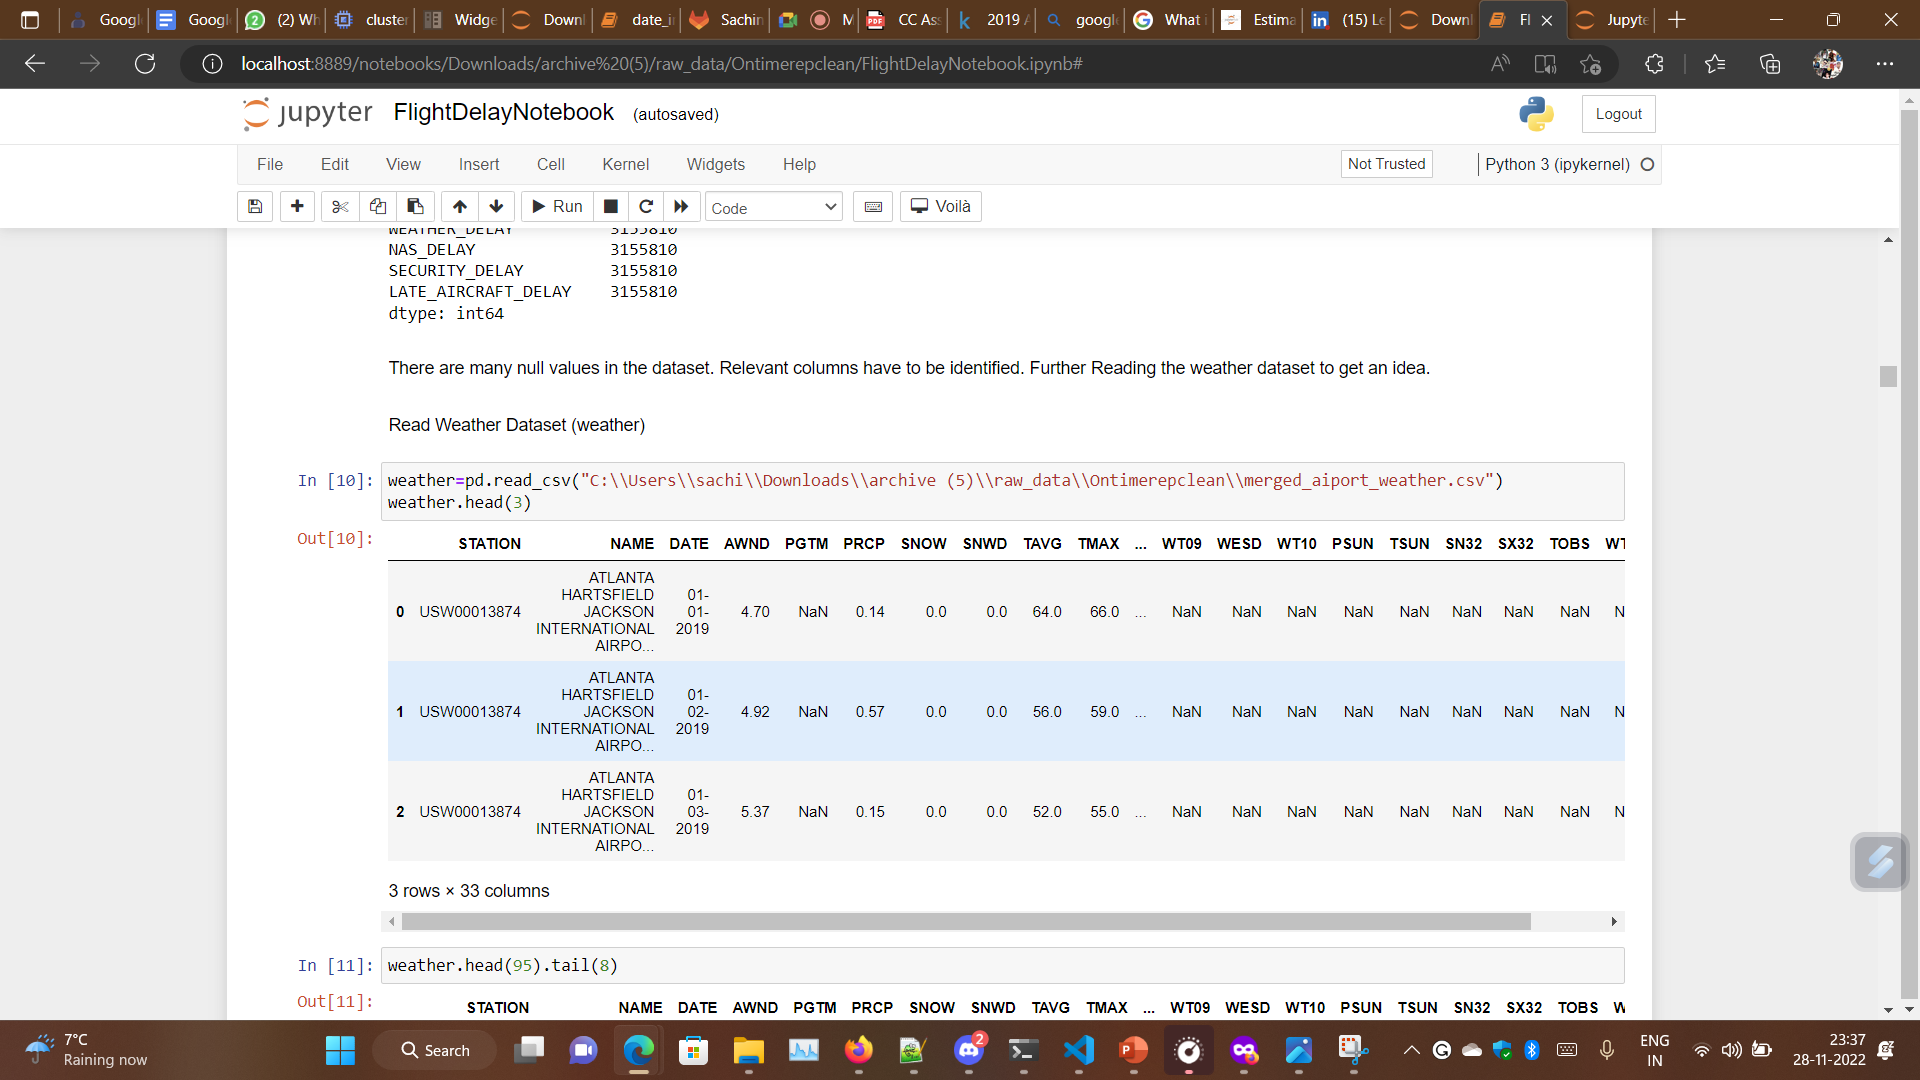 Googl Googl (2) Wh cluster Widge Downl date_i Sachin M CC As 2019 A googl What i Estima (15) Le Downl Fl Jupyte
localhost:8889/notebooks/Downloads/archive%20(5)/raw_data/Ontimerepclean/FlightDelayNotebook.ipynb#
jupyter FlightDelayNotebook (autosaved) Logout
File Edit View Insert Cell Kernel Widgets Help Not Trusted Python 3 (ipykernel)
Run Code Voilà
WEATHER_DELAY 3155810
NAS_DELAY 3155810
SECURITY_DELAY 3155810
LATE_AIRCRAFT_DELAY 3155810
dtype: int64
There are many null values in the dataset. Relevant columns have to be identified. Further Reading the weather dataset to get an idea.
Read Weather Dataset (weather)
In [10]: weather=pd.read_csv("C:\\Users\\sachi\\Downloads\\archive (5)\\raw_data\\Ontimerepclean\\merged_aiport_weather.csv")
weather.head(3)
Out[10]:
STATION NAME DATE AWND PGTM PRCP SNOW SNWD TAVG TMAX ... WT09 WESD WT10 PSUN TSUN SN32 SX32 TOBS WT
ATLANTA
HARTSFIELD 01-
0 USW00013874 JACKSON 01- 4.70 NaN 0.14 0.0 0.0 64.0 66.0 ... NaN NaN NaN NaN NaN NaN NaN NaN N
INTERNATIONAL 2019
AIRPO...
ATLANTA
HARTSFIELD 01-
1 USW00013874 JACKSON 02- 4.92 NaN 0.57 0.0 0.0 56.0 59.0 ... NaN NaN NaN NaN NaN NaN NaN NaN N
INTERNATIONAL 2019
AIRPO...
ATLANTA
HARTSFIELD 01-
2 USW00013874 JACKSON 03- 5.37 NaN 0.15 0.0 0.0 52.0 55.0 ... NaN NaN NaN NaN NaN NaN NaN NaN N
INTERNATIONAL 2019
AIRPO...
3 rows × 33 columns
In [11]: weather.head(95).tail(8)
Out[11]:
STATION NAME DATE AWND PGTM PRCP SNOW SNWD TAVG TMAX ... WT09 WESD WT10 PSUN TSUN SN32 SX32 TOBS W
7°C
Raining now
Search
2
ENG
IN
23:37
28-11-2022